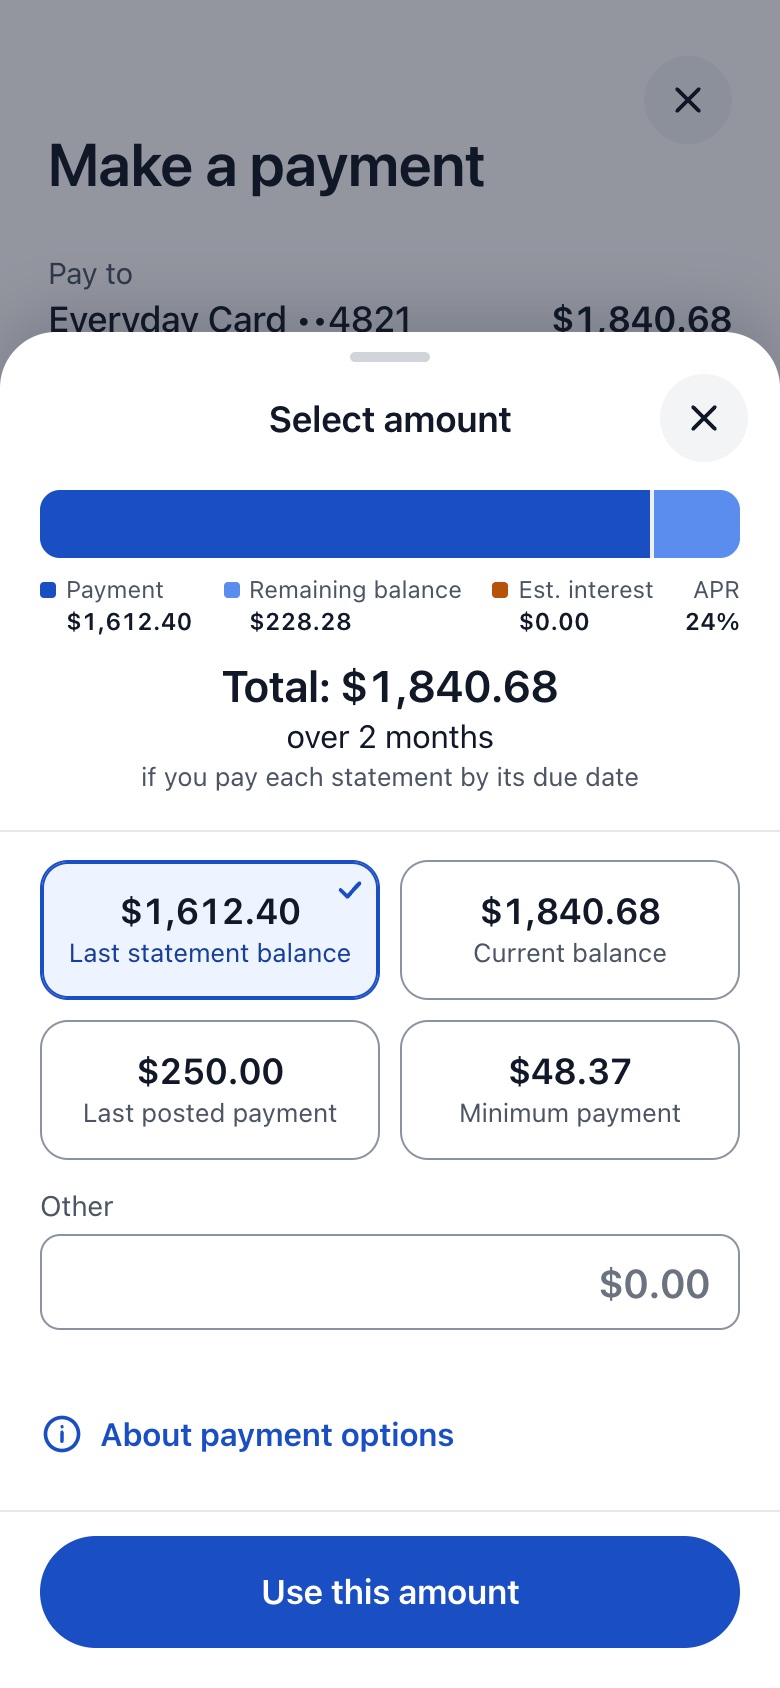 Make a payment
Pay to
Everyday Card ••4821 $1,840.68
Select amount
Payment Remaining balance Est. interest APR
$1,612.40 $228.28 $0.00 24%
Total: $1,840.68
over 2 months
if you pay each statement by its due date
$1,612.40 $1,840.68
Last statement balance Current balance
$250.00 $48.37
Last posted payment Minimum payment
Other
$0.00
About payment options
Use this amount